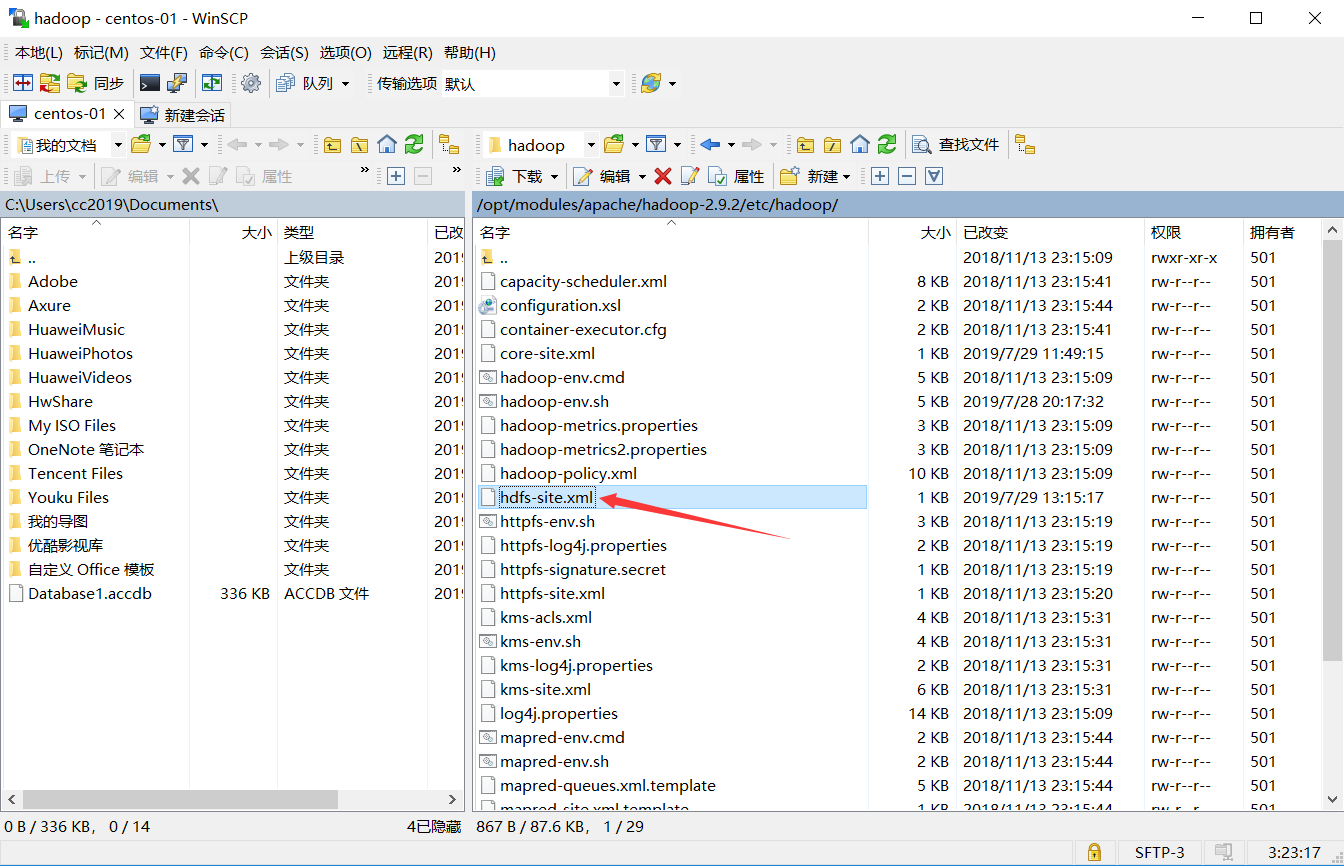 hadoop - centos-01 - WinSCP
本地(L) 标记(M) 文件(F) 命令(C) 会话(S) 选项(O) 远程(R) 帮助(H)
同步 队列 传输选项 默认
centos-01 新建会话
我的文档 hadoop 查找文件
上传 编辑 属性 » » 下载 编辑 属性 新建
C:\Users\cc2019\Documents\
名字 大小 类型 已改
.. 上级目录 2019
Adobe 文件夹 2019
Axure 文件夹 2019
HuaweiMusic 文件夹 2019
HuaweiPhotos 文件夹 2019
HuaweiVideos 文件夹 2019
HwShare 文件夹 2019
My ISO Files 文件夹 2019
OneNote 笔记本 文件夹 2019
Tencent Files 文件夹 2019
Youku Files 文件夹 2019
我的导图 文件夹 2019
优酷影视库 文件夹 2019
自定义 Office 模板 文件夹 2019
Database1.accdb 336 KB ACCDB 文件 2019
0 B / 336 KB， 0 / 14 4已隐藏
/opt/modules/apache/hadoop-2.9.2/etc/hadoop/
名字 大小 已改变 权限 拥有者
.. 2018/11/13 23:15:09 rwxr-xr-x 501
capacity-scheduler.xml 8 KB 2018/11/13 23:15:41 rw-r--r-- 501
configuration.xsl 2 KB 2018/11/13 23:15:44 rw-r--r-- 501
container-executor.cfg 2 KB 2018/11/13 23:15:41 rw-r--r-- 501
core-site.xml 1 KB 2019/7/29 11:49:15 rw-r--r-- 501
hadoop-env.cmd 5 KB 2018/11/13 23:15:09 rw-r--r-- 501
hadoop-env.sh 5 KB 2019/7/28 20:17:32 rw-r--r-- 501
hadoop-metrics.properties 3 KB 2018/11/13 23:15:09 rw-r--r-- 501
hadoop-metrics2.properties 3 KB 2018/11/13 23:15:09 rw-r--r-- 501
hadoop-policy.xml 10 KB 2018/11/13 23:15:09 rw-r--r-- 501
hdfs-site.xml 1 KB 2019/7/29 13:15:17 rw-r--r-- 501
httpfs-env.sh 3 KB 2018/11/13 23:15:19 rw-r--r-- 501
httpfs-log4j.properties 2 KB 2018/11/13 23:15:19 rw-r--r-- 501
httpfs-signature.secret 1 KB 2018/11/13 23:15:19 rw-r--r-- 501
httpfs-site.xml 1 KB 2018/11/13 23:15:20 rw-r--r-- 501
kms-acls.xml 4 KB 2018/11/13 23:15:31 rw-r--r-- 501
kms-env.sh 4 KB 2018/11/13 23:15:31 rw-r--r-- 501
kms-log4j.properties 2 KB 2018/11/13 23:15:31 rw-r--r-- 501
kms-site.xml 6 KB 2018/11/13 23:15:31 rw-r--r-- 501
log4j.properties 14 KB 2018/11/13 23:15:09 rw-r--r-- 501
mapred-env.cmd 2 KB 2018/11/13 23:15:44 rw-r--r-- 501
mapred-env.sh 2 KB 2018/11/13 23:15:44 rw-r--r-- 501
mapred-queues.xml.template 5 KB 2018/11/13 23:15:44 rw-r--r-- 501
mapred-site.xml.template 1 KB 2018/11/13 23:15:44 rw-r--r-- 501
867 B / 87.6 KB， 1 / 29
SFTP-3 3:23:17